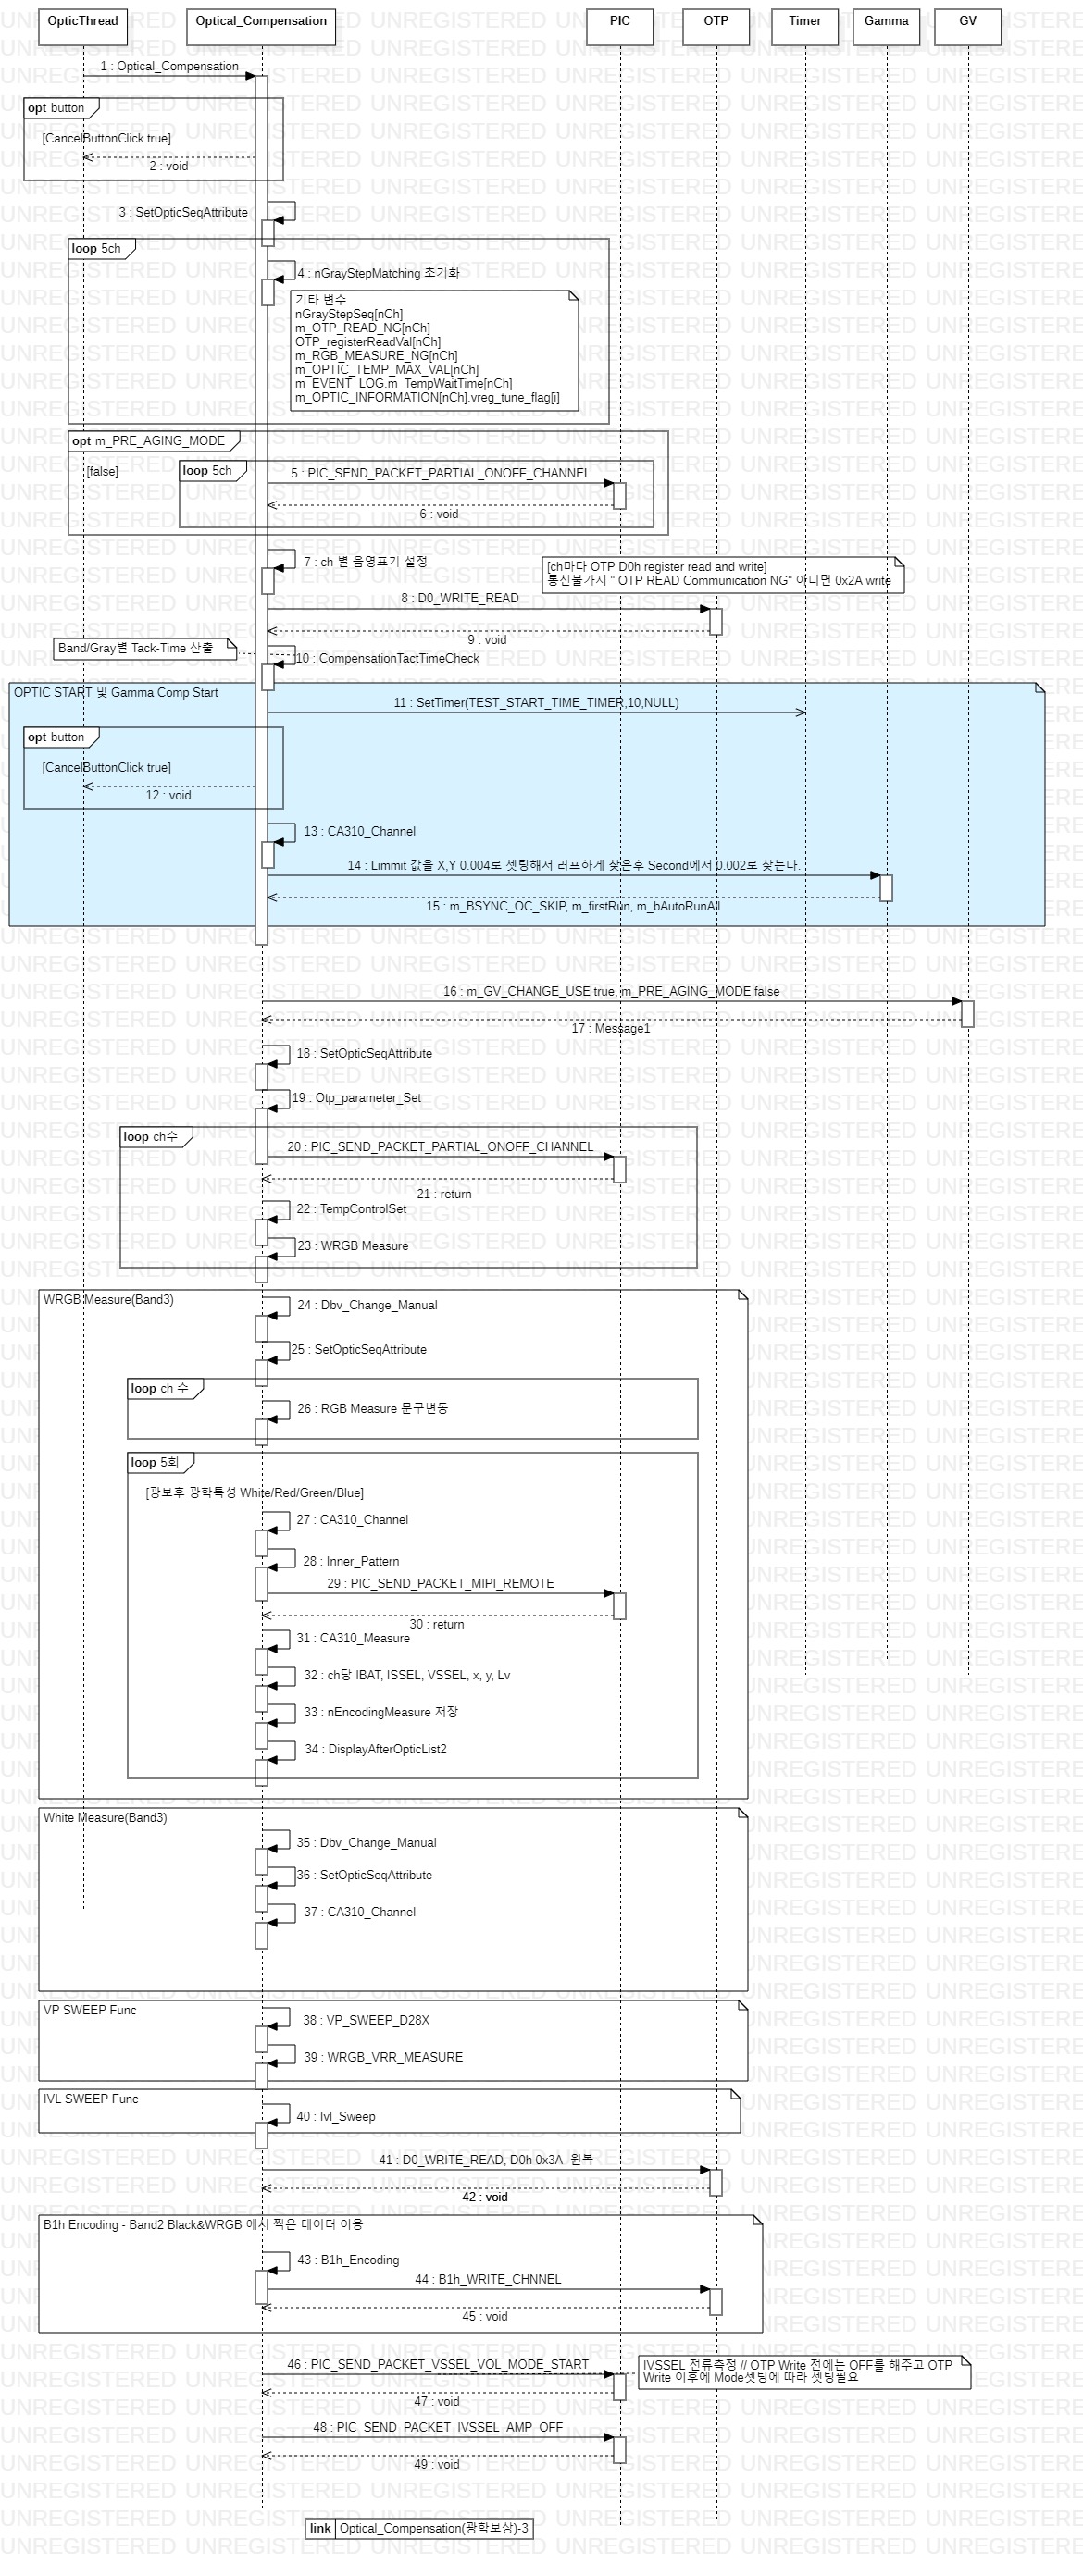 OpticThread
Optical_Compensation
PIC
OTP
Timer
Gamma
GV
1 : Optical_Compensation
opt button
[CancelButtonClick true]
2 : void
3 : SetOpticSeqAttribute
loop 5ch
4 : nGrayStepMatching 초기화
기타 변수
nGrayStepSeq[nCh]
m_OTP_READ_NG[nCh]
OTP_registerReadVal[nCh]
m_RGB_MEASURE_NG[nCh]
m_OPTIC_TEMP_MAX_VAL[nCh]
m_EVENT_LOG.m_TempWaitTime[nCh]
m_OPTIC_INFORMATION[nCh].vreg_tune_flag[i]
opt m_PRE_AGING_MODE
[false]
loop 5ch
5 : PIC_SEND_PACKET_PARTIAL_ONOFF_CHANNEL
6 : void
7 : ch 별 음영표기 설정
[ch마다 OTP D0h register read and write]
통신불가시 " OTP READ Communication NG" 아니면 0x2A write
8 : D0_WRITE_READ
9 : void
Band/Gray별 Tack-Time 산출
10 : CompensationTactTimeCheck
OPTIC START 및 Gamma Comp Start
11 : SetTimer(TEST_START_TIME_TIMER,10,NULL)
opt button
[CancelButtonClick true]
12 : void
13 : CA310_Channel
14 : Limmit 값을 X,Y 0.004로 셋팅해서 러프하게 찾은후 Second에서 0.002로 찾는다.
15 : m_BSYNC_OC_SKIP, m_firstRun, m_bAutoRunAll
16 : m_GV_CHANGE_USE true, m_PRE_AGING_MODE false
17 : Message1
18 : SetOpticSeqAttribute
19 : Otp_parameter_Set
loop ch수
20 : PIC_SEND_PACKET_PARTIAL_ONOFF_CHANNEL
21 : return
22 : TempControlSet
23 : WRGB Measure
WRGB Measure(Band3)
24 : Dbv_Change_Manual
25 : SetOpticSeqAttribute
loop ch 수
26 : RGB Measure 문구변동
loop 5회
[광보후 광학특성 White/Red/Green/Blue]
27 : CA310_Channel
28 : Inner_Pattern
29 : PIC_SEND_PACKET_MIPI_REMOTE
30 : return
31 : CA310_Measure
32 : ch당 IBAT, ISSEL, VSSEL, x, y, Lv
33 : nEncodingMeasure 저장
34 : DisplayAfterOpticList2
White Measure(Band3)
35 : Dbv_Change_Manual
36 : SetOpticSeqAttribute
37 : CA310_Channel
VP SWEEP Func
38 : VP_SWEEP_D28X
39 : WRGB_VRR_MEASURE
IVL SWEEP Func
40 : Ivl_Sweep
41 : D0_WRITE_READ, D0h 0x3A 원복
42 : void
B1h Encoding - Band2 Black&WRGB 에서 찍은 데이터 이용
43 : B1h_Encoding
44 : B1h_WRITE_CHNNEL
45 : void
46 : PIC_SEND_PACKET_VSSEL_VOL_MODE_START
IVSSEL 전류측정 // OTP Write 전에는 OFF를 해주고 OTP
Write 이후에 Mode셋팅에 따라 셋팅필요
47 : void
48 : PIC_SEND_PACKET_IVSSEL_AMP_OFF
49 : void
link Optical_Compensation(광학보상)-3